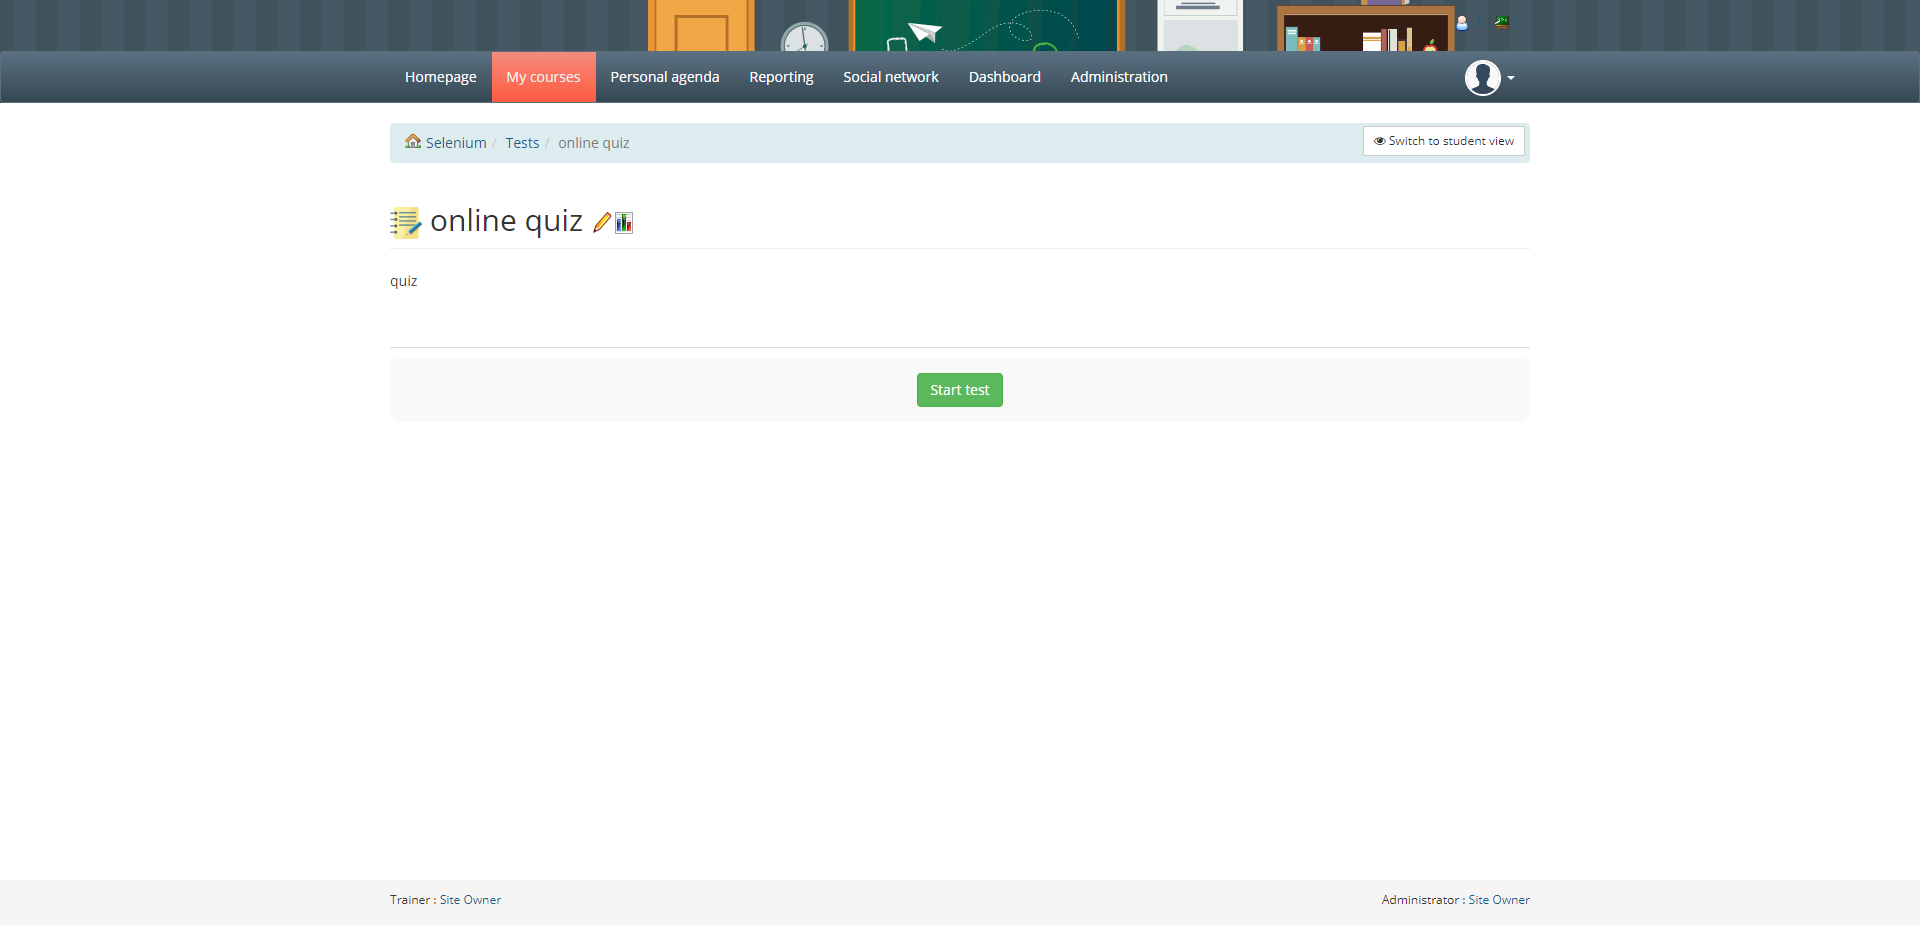 Homepage My courses Personal agenda Reporting Social network Dashboard Administration
Selenium / Tests / online quiz Switch to student view
online quiz
quiz
Start test
Trainer : Site Owner Administrator : Site Owner